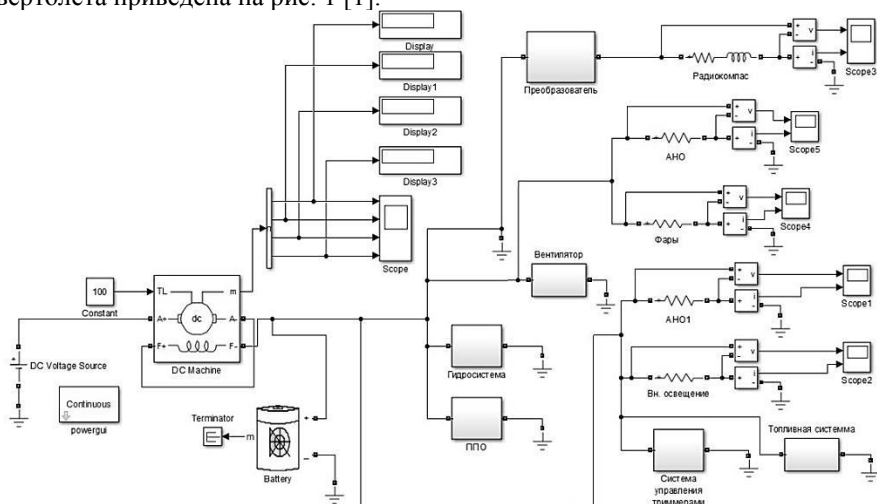 вертолета приведена на рис. 1 [1].
Display
Display1
Display2
Display3
Scope
Преобразователь
Радиокомпас
Scope3
АНО
Scope5
Фары
Scope4
Вентилятор
100
Constant
TL
m
A+
dc
A-
F+
F-
DC Machine
DC Voltage Source
Continuous
powergui
Terminator
m
+
-
Battery
Гидросистема
ППО
АНО1
Scope1
Вн. освещение
Scope2
Система
управления
триммерами
Топливная системма
+
-
v
+
i
-
+
-
v
+
i
-
+
-
v
+
i
-
+
-
v
+
i
-
+
-
v
+
i
-